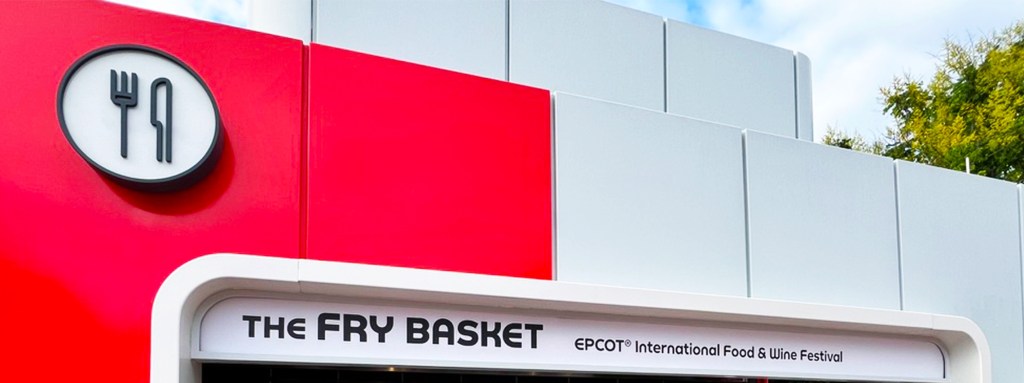 THE FRY BASKET EPCOT® International Food & Wine Festival